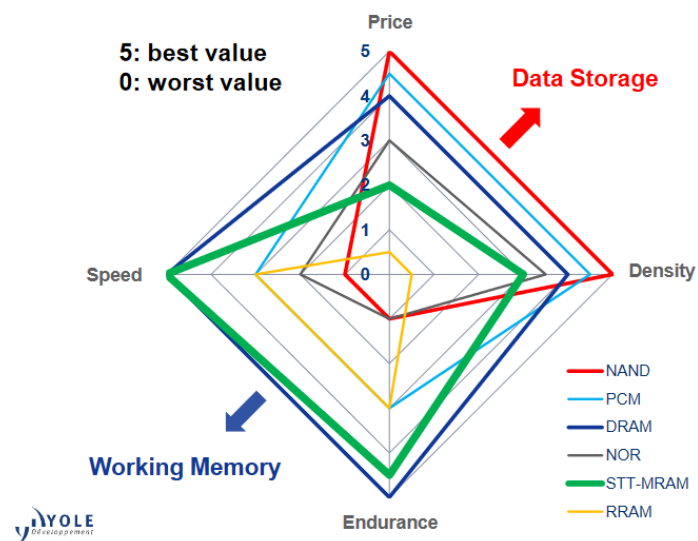 Price
5: best value
0: worst value
5
4
3
2
1
0
Data Storage
Speed
Density
Working Memory
Endurance
NAND
PCM
DRAM
NOR
STT-MRAM
RRAM
YOLE
Développement